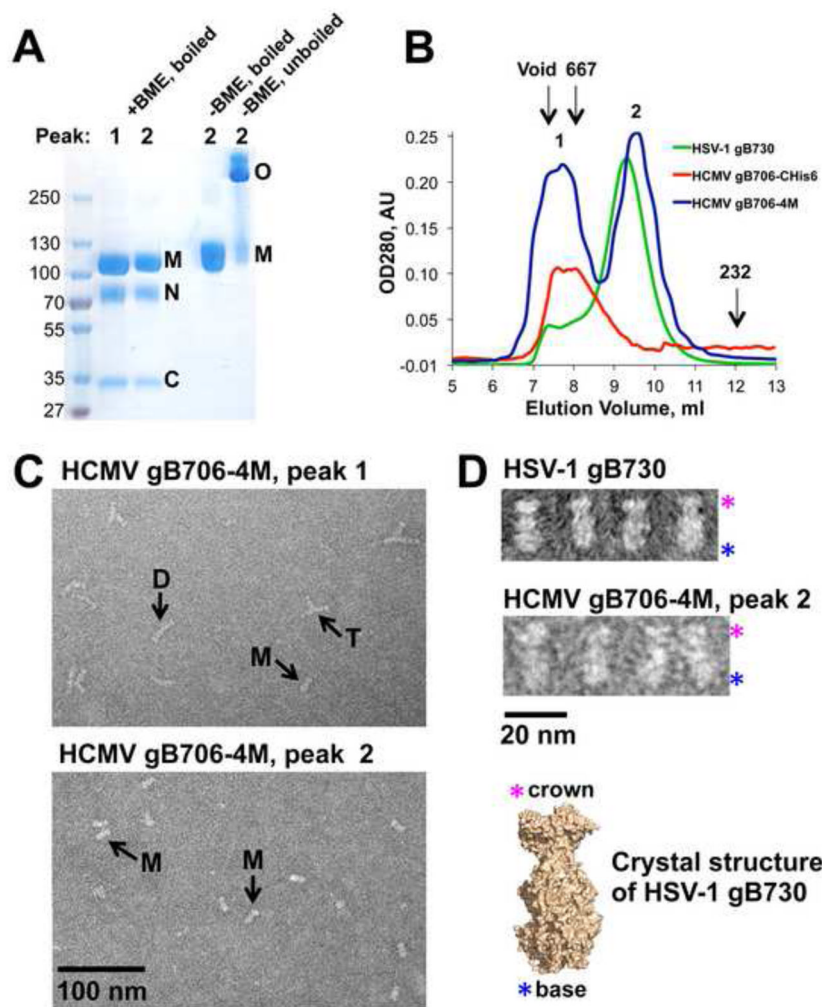 A
+BME, boiled
-BME, boiled
-BME, unboiled
Peak: 1 2 2 2
250
130
100
70
55
35
27
O
M
M
N
C
B
Void 667
1
2
232
HSV-1 gB730
HCMV gB706-CHis6
HCMV gB706-4M
OD280, AU
0.25
0.20
0.15
0.10
0.05
-0.01
5 6 7 8 9 10 11 12 13
Elution Volume, ml
C
HCMV gB706-4M, peak 1
D
T
M
HCMV gB706-4M, peak 2
M
M
100 nm
D
HSV-1 gB730
*
*
HCMV gB706-4M, peak 2
*
*
20 nm
* crown
Crystal structure
of HSV-1 gB730
* base